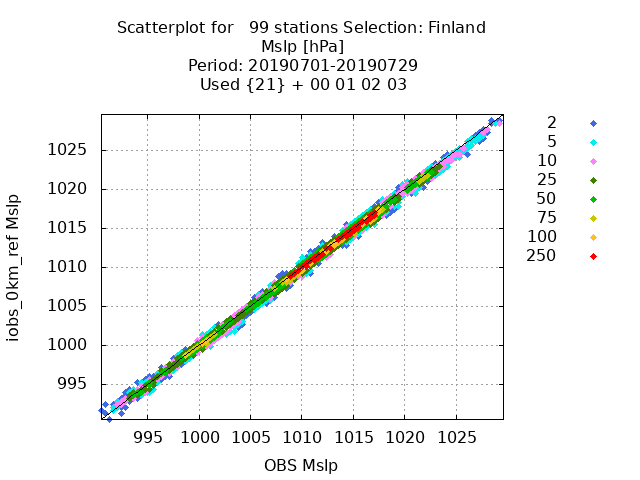 Scatterplot for   99 stations Selection: Finland
Mslp [hPa]
Period: 20190701-20190729
Used {21} + 00 01 02 03
iobs_0km_ref Mslp
1025
1020
1015
1010
1005
1000
995
995 1000 1005 1010 1015 1020 1025
OBS Mslp
2
5
10
25
50
75
100
250